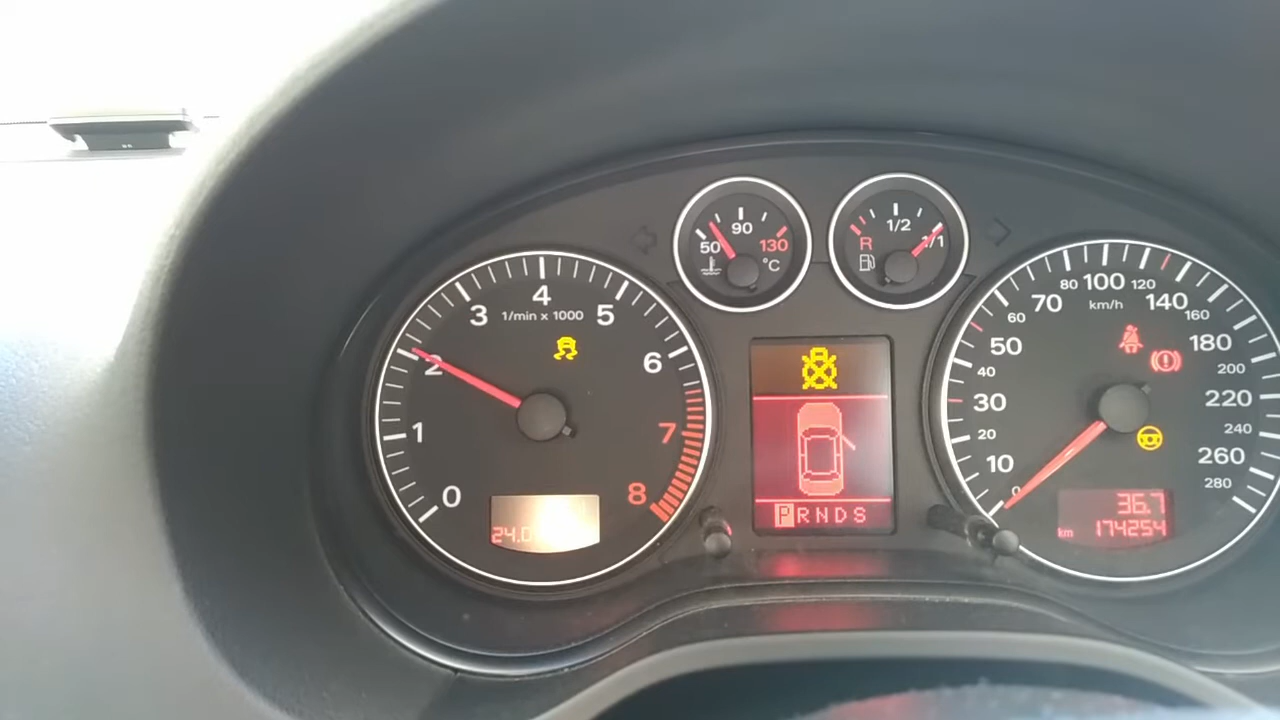 50 90 130 °C
R 1/2 1/1
0 1 2 3 4 5 6 7 8
1/min x 1000
24.0
PRNDS
0 10 20 30 40 50 60 70 80 100 120 140 160 180 200 220 240 260 280
km/h
36.7
km 174254